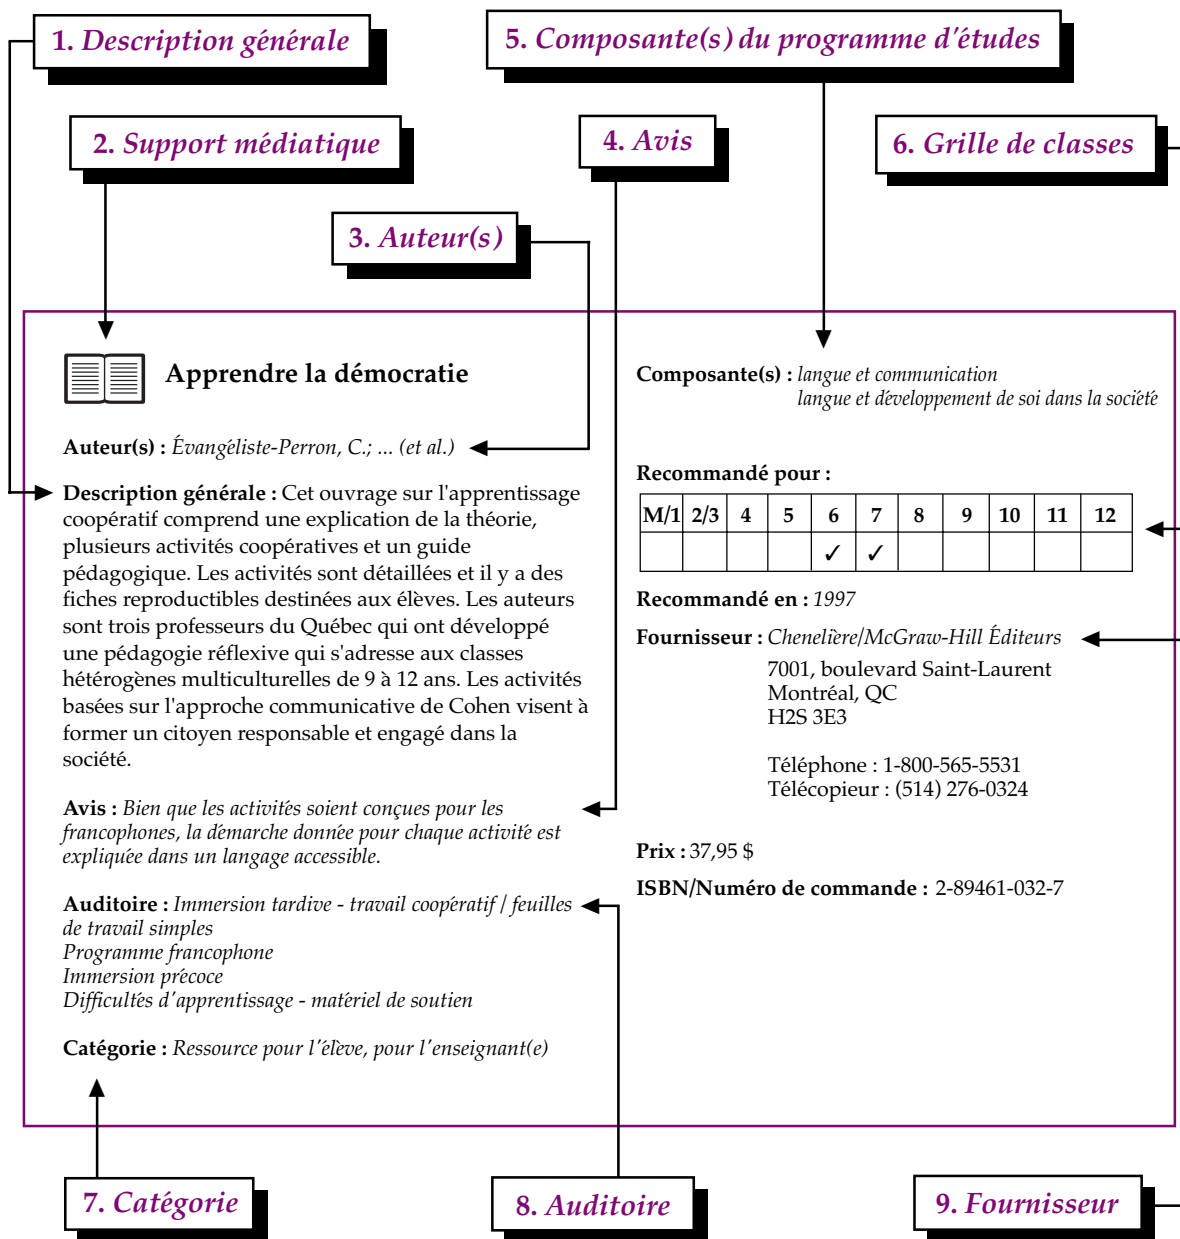 1. Description générale
5. Composante(s) du programme d'études
2. Support médiatique
4. Avis
6. Grille de classes
3. Auteur(s)
Apprendre la démocratie
Auteur(s) : Évangéliste-Perron, C.; ... (et al.)
Description générale : Cet ouvrage sur l'apprentissage
coopératif comprend une explication de la théorie,
plusieurs activités coopératives et un guide
pédagogique. Les activités sont détaillées et il y a des
fiches reproductibles destinées aux élèves. Les auteurs
sont trois professeurs du Québec qui ont développé
une pédagogie réflexive qui s'adresse aux classes
hétérogènes multiculturelles de 9 à 12 ans. Les activités
basées sur l'approche communicative de Cohen visent à
former un citoyen responsable et engagé dans la
société.
Avis : Bien que les activités soient conçues pour les
francophones, la démarche donnée pour chaque activité est
expliquée dans un langage accessible.
Auditoire : Immersion tardive - travail coopératif / feuilles
de travail simples
Programme francophone
Immersion précoce
Difficultés d'apprentissage - matériel de soutien
Catégorie : Ressource pour l'élève, pour l'enseignant(e)
Composante(s) : langue et communication
langue et développement de soi dans la société
Recommandé pour :
M/1 2/3 4 5 6 7 8 9 10 11 12
✓ ✓
Recommandé en : 1997
Fournisseur : Chenelière/McGraw-Hill Éditeurs
7001, boulevard Saint-Laurent
Montréal, QC
H2S 3E3
Téléphone : 1-800-565-5531
Télécopieur : (514) 276-0324
Prix : 37,95 $
ISBN/Numéro de commande : 2-89461-032-7
7. Catégorie
8. Auditoire
9. Fournisseur